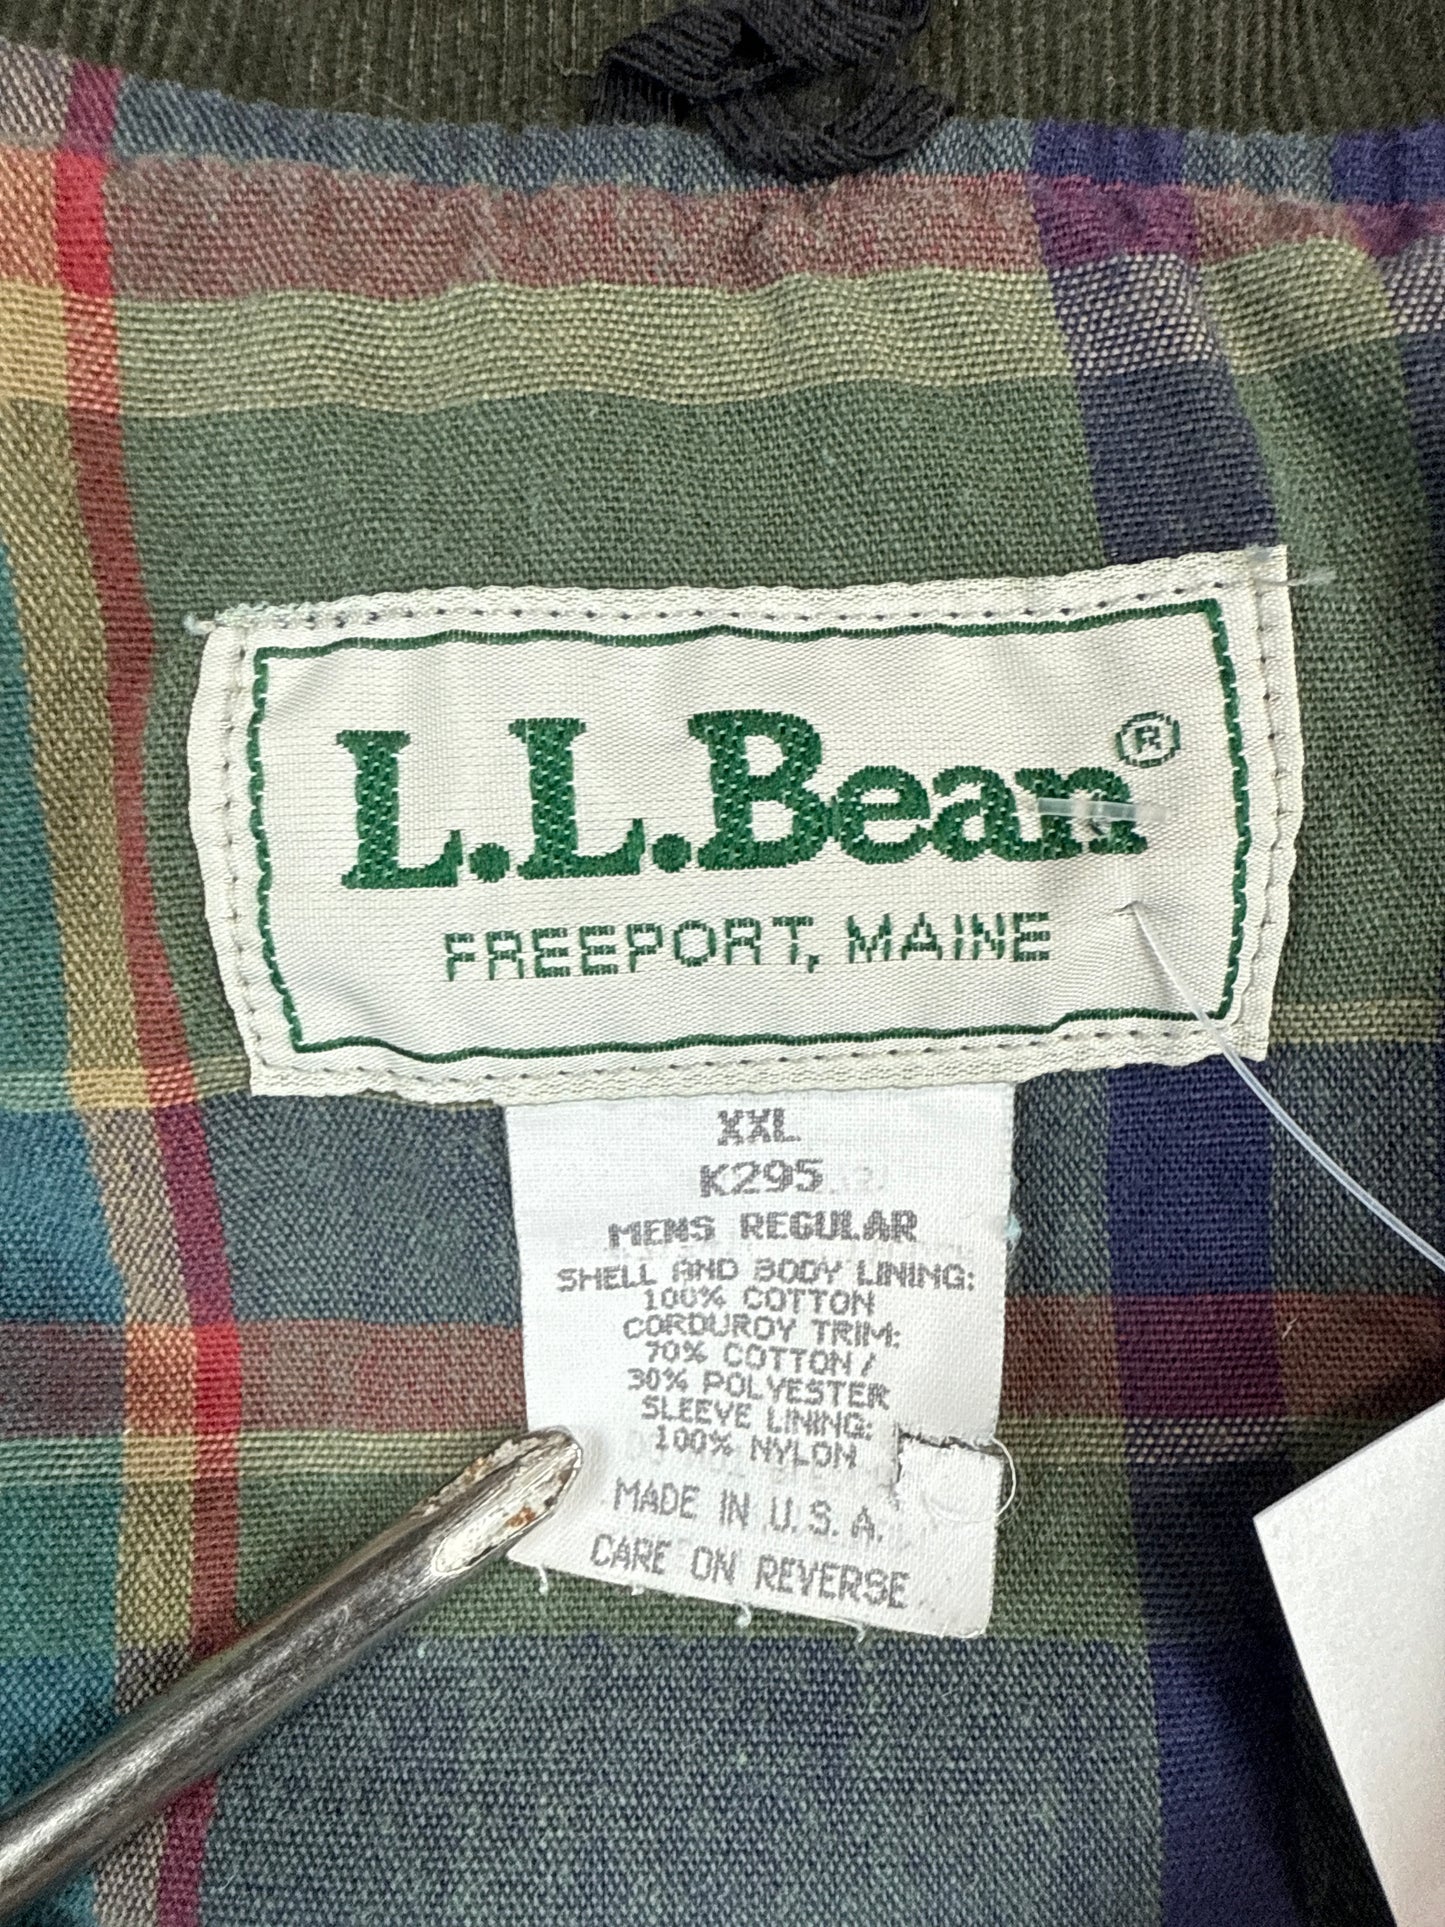 L.L.Bean®
FREEPORT, MAINE
XXL
K295
MENS REGULAR
SHELL AND BODY LINING:
100% COTTON
CORDUROY TRIM:
70% COTTON/
30% POLYESTER
SLEEVE LINING:
100% NYLON
MADE IN U.S.A.
CARE ON REVERSE